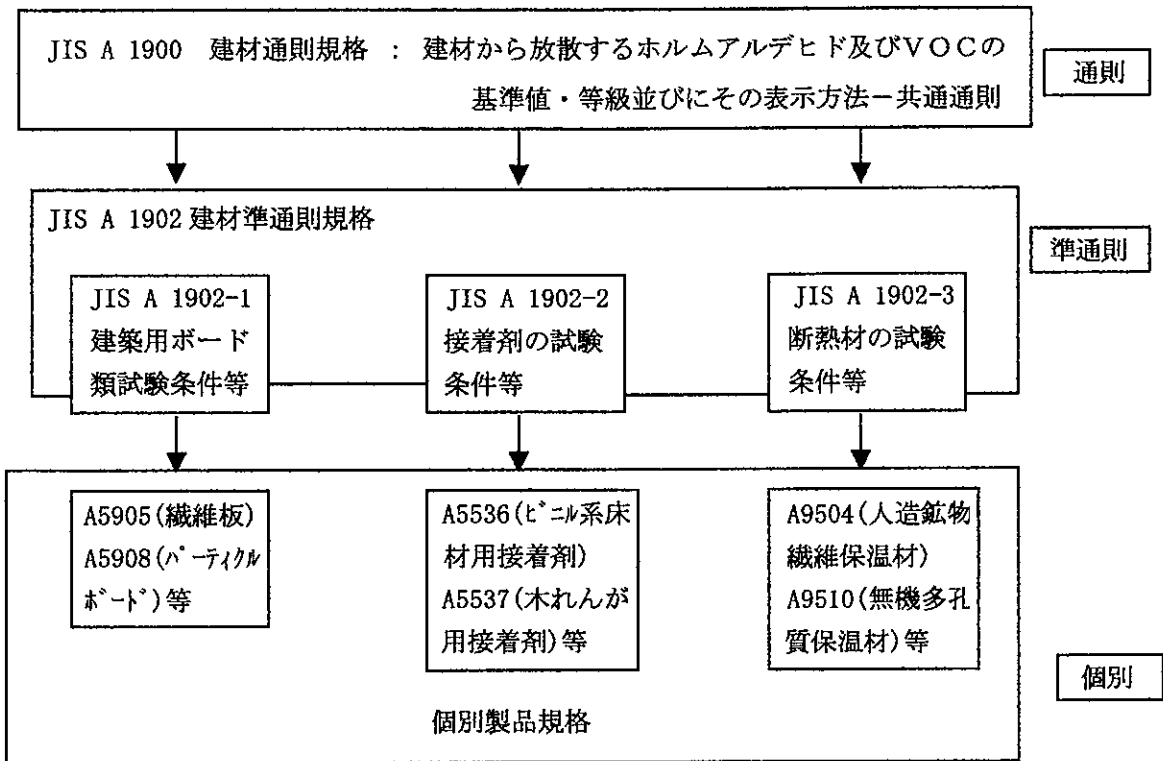 JIS A 1900 建材通則規格 : 建材から放散するホルムアルデヒド及びVOCの
基準値・等級並びにその表示方法-共通通則
通則
JIS A 1902 建材準通則規格
準通則
JIS A 1902-1
建築用ボード
類試験条件等
JIS A 1902-2
接着剤の試験
条件等
JIS A 1902-3
断熱材の試験
条件等
A5905(繊維板)
A5908(パーティクル
ボード)等
A5536(ビニル系床
材用接着剤)
A5537(木れんが
用接着剤)等
A9504(人造鉱物
繊維保温材)
A9510(無機多孔
質保温材)等
個別
個別製品規格